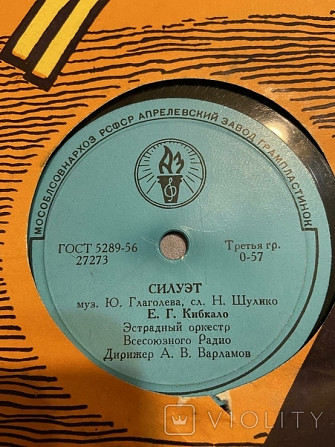 МОСОБЛСОВНАРХОЗ РСФСР АПРЕЛЕВСКИЙ ЗАВОД ГРАМПЛАСТИНОК
АЗ
ГОСТ 5289-56
27273
Третья гр.
0-57
СИЛУЭТ
муз. Ю. Глаголева, сл. Н. Шулико
Е. Г. Кибкало
Эстрадный оркестр
Всесоюзного Радио
Дирижер А. В. Варламов
VIOLITY